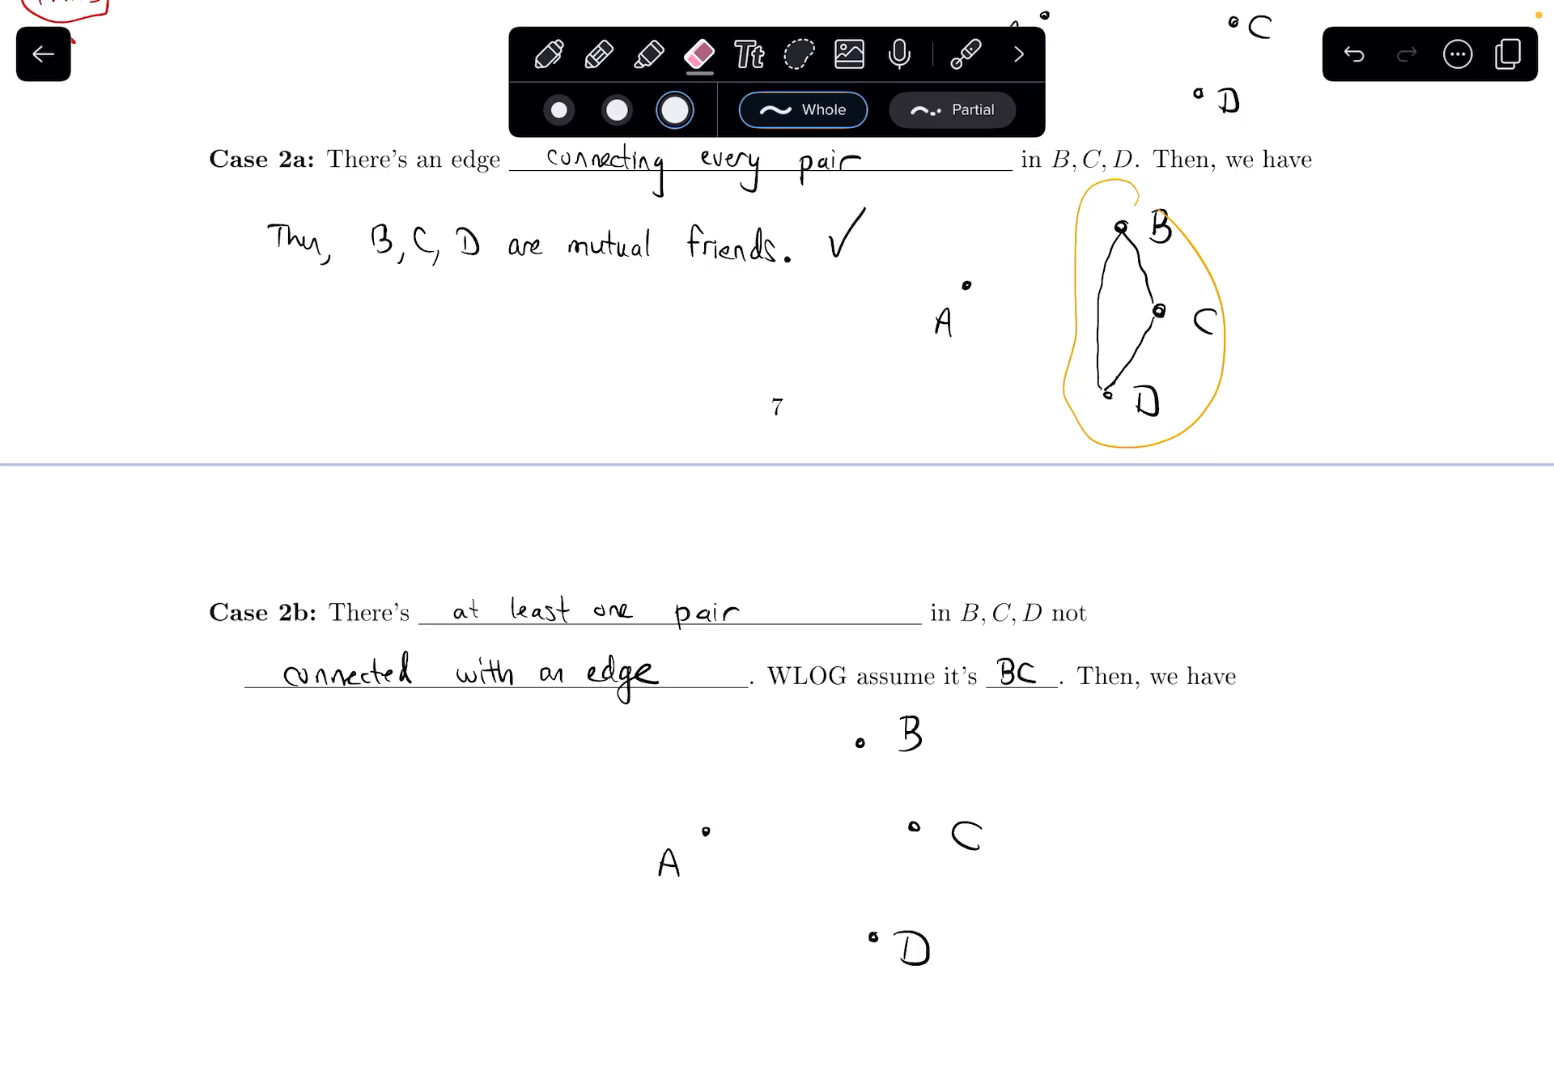 C
D
Tt
Whole
Partial
Case 2a: There's an edge connecting every pair in B, C, D. Then, we have
Thus, B, C, D are mutual friends. ✓
B
A
C
D
7
Case 2b: There's at least one pair in B, C, D not
connected with an edge. WLOG assume it's BC. Then, we have
B
C
A
D